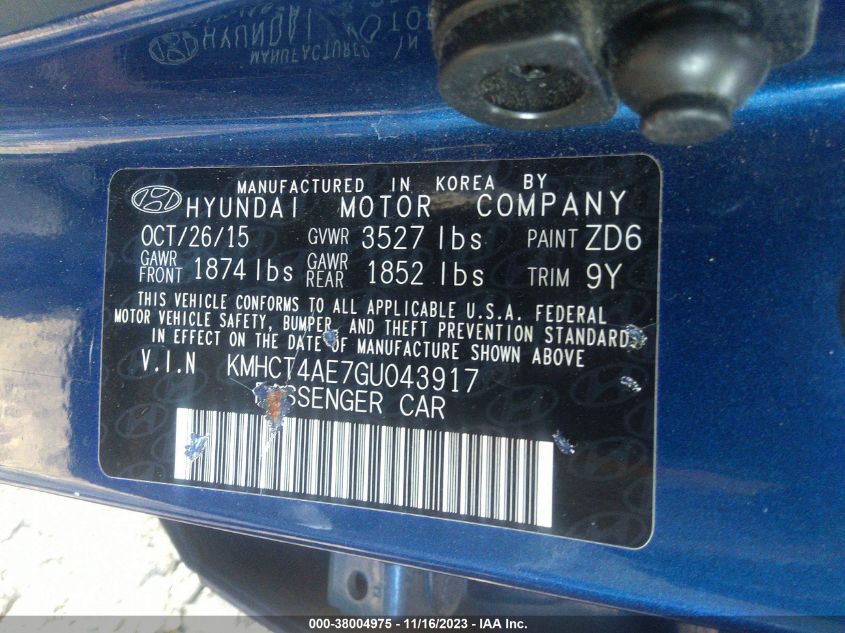 MANUFACTURED IN KOREA BY
HYUNDAI MOTOR COMPANY
OCT/26/15 GVWR 3527 lbs PAINT ZD6
GAWR FRONT 1874 lbs GAWR REAR 1852 lbs TRIM 9Y
THIS VEHICLE CONFORMS TO ALL APPLICABLE U.S.A. FEDERAL
MOTOR VEHICLE SAFETY, BUMPER, AND THEFT PREVENTION STANDARDS
IN EFFECT ON THE DATE OF MANUFACTURE SHOWN ABOVE
V.I.N KMHCT4AE7GU043917
PASSENGER CAR
000-38004975 - 11/16/2023 - IAA Inc.